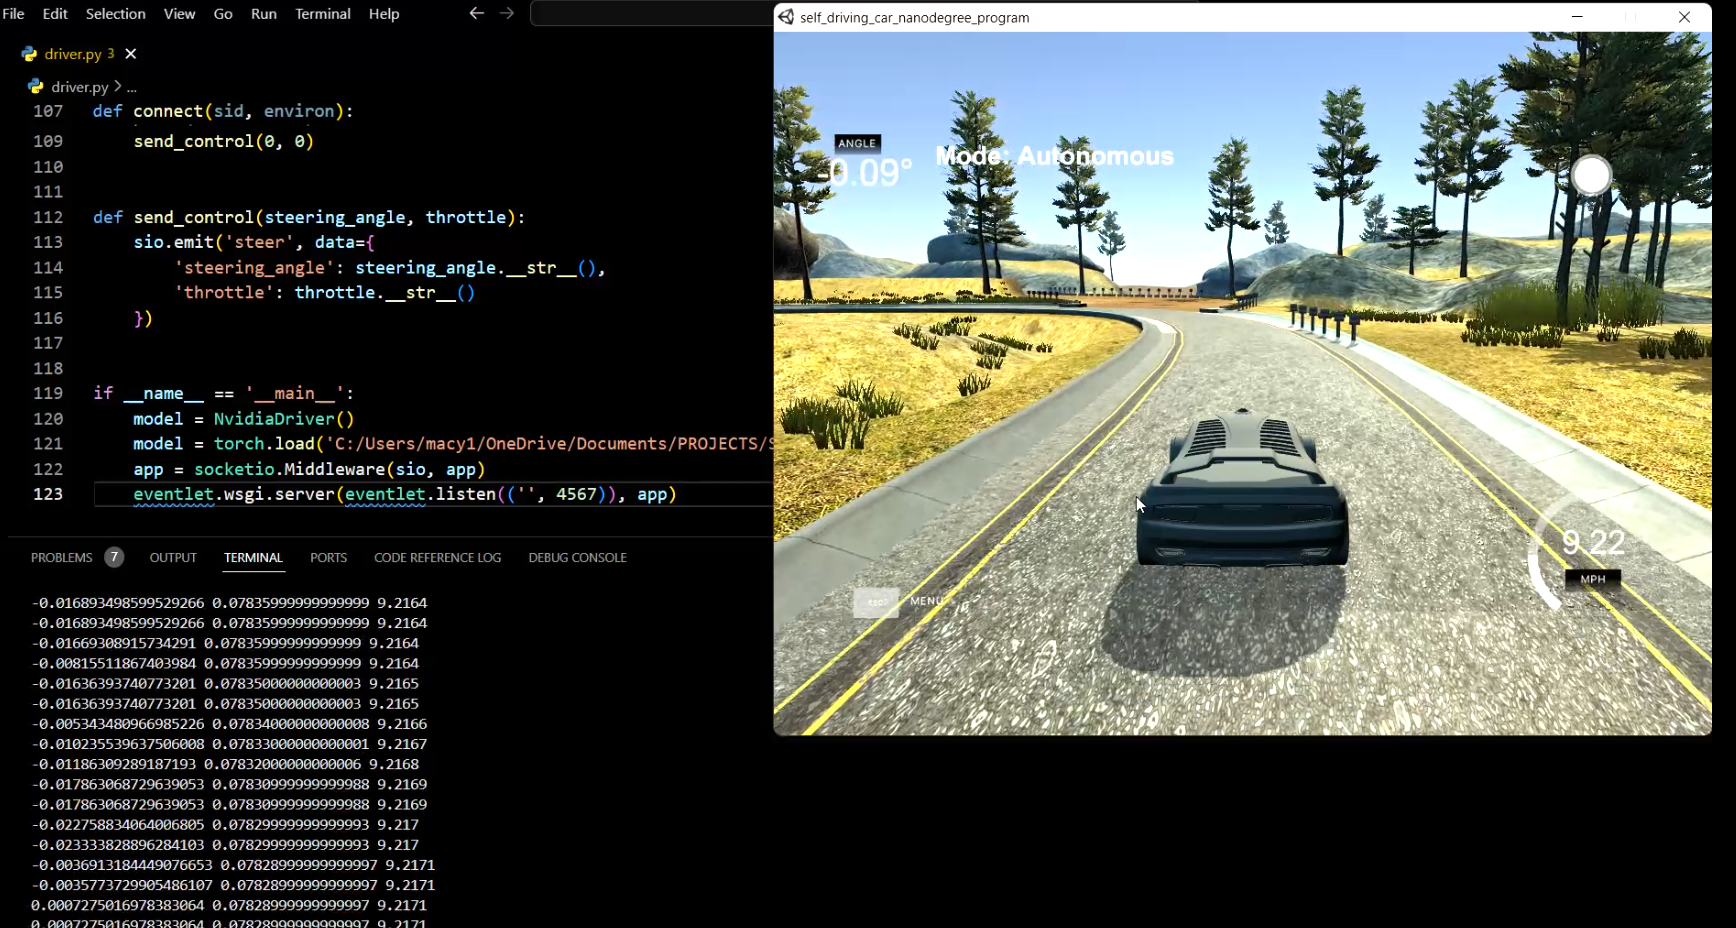 File Edit Selection View Go Run Terminal Help
driver.py 3
driver.py > ...
107 def connect(sid, environ):
109 send_control(0, 0)
110
111
112 def send_control(steering_angle, throttle):
113 sio.emit('steer', data={
114 'steering_angle': steering_angle.__str__(),
115 'throttle': throttle.__str__()
116 })
117
118
119 if __name__ == '__main__':
120 model = NvidiaDriver()
121 model = torch.load('C:/Users/macy1/OneDrive/Documents/PROJECTS/S
122 app = socketio.Middleware(sio, app)
123 eventlet.wsgi.server(eventlet.listen(('', 4567)), app)
PROBLEMS 7 OUTPUT TERMINAL PORTS CODE REFERENCE LOG DEBUG CONSOLE
-0.016893498599529266 0.07835999999999999 9.2164
-0.016893498599529266 0.07835999999999999 9.2164
-0.01669308915734291 0.07835999999999999 9.2164
-0.00815511867403984 0.07835999999999999 9.2164
-0.01636393740773201 0.07835000000000003 9.2165
-0.01636393740773201 0.07835000000000003 9.2165
-0.005343480966985226 0.07834000000000008 9.2166
-0.010235539637506008 0.07833000000000001 9.2167
-0.01186309289187193 0.07832000000000006 9.2168
-0.017863068729639053 0.07830999999999988 9.2169
-0.017863068729639053 0.07830999999999988 9.2169
-0.022758834064006805 0.07829999999999993 9.217
-0.023333828896284103 0.07829999999999993 9.217
-0.0036913184449076653 0.07828999999999997 9.2171
-0.0035773729905486107 0.07828999999999997 9.2171
0.0007275016978383064 0.07828999999999997 9.2171
0.0007275016978383064 0.07828999999999997 9.2171
self_driving_car_nanodegree_program
ANGLE
-0.09°
Mode: Autonomous
9.22
MPH
MENU